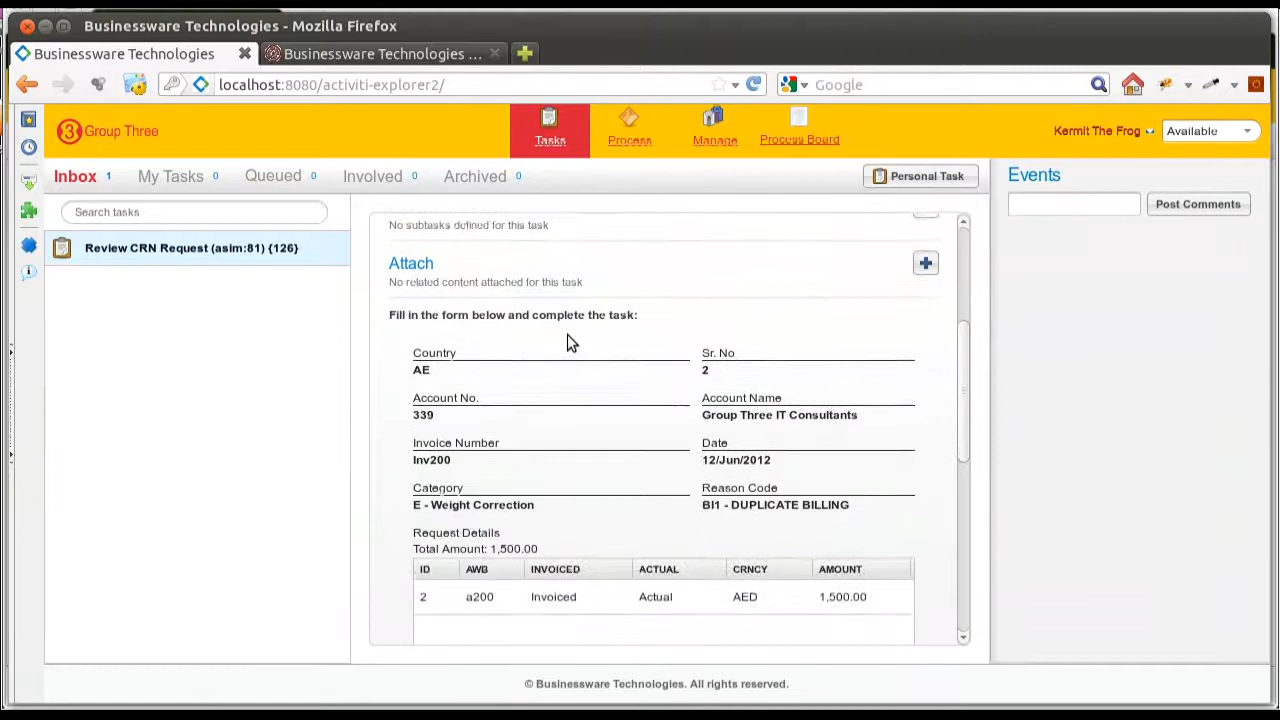 Businessware Technologies - Mozilla Firefox
Businessware Technologies
Businessware Technologies ...
localhost:8080/activiti-explorer2/
Google
3 Group Three
Tasks
Process
Manage
Process Board
Kermit The Frog
Available
Inbox 1
My Tasks 0
Queued 0
Involved 0
Archived 0
Personal Task
Events
Search tasks
Post Comments
Review CRN Request (asim:81) {126}
No subtasks defined for this task
Attach
No related content attached for this task
Fill in the form below and complete the task:
Country Sr. No
AE 2
Account No. Account Name
339 Group Three IT Consultants
Invoice Number Date
Inv200 12/Jun/2012
Category Reason Code
E - Weight Correction BI1 - DUPLICATE BILLING
Request Details
Total Amount: 1,500.00
ID AWB INVOICED ACTUAL CRNCY AMOUNT
2 a200 Invoiced Actual AED 1,500.00
© Businessware Technologies. All rights reserved.